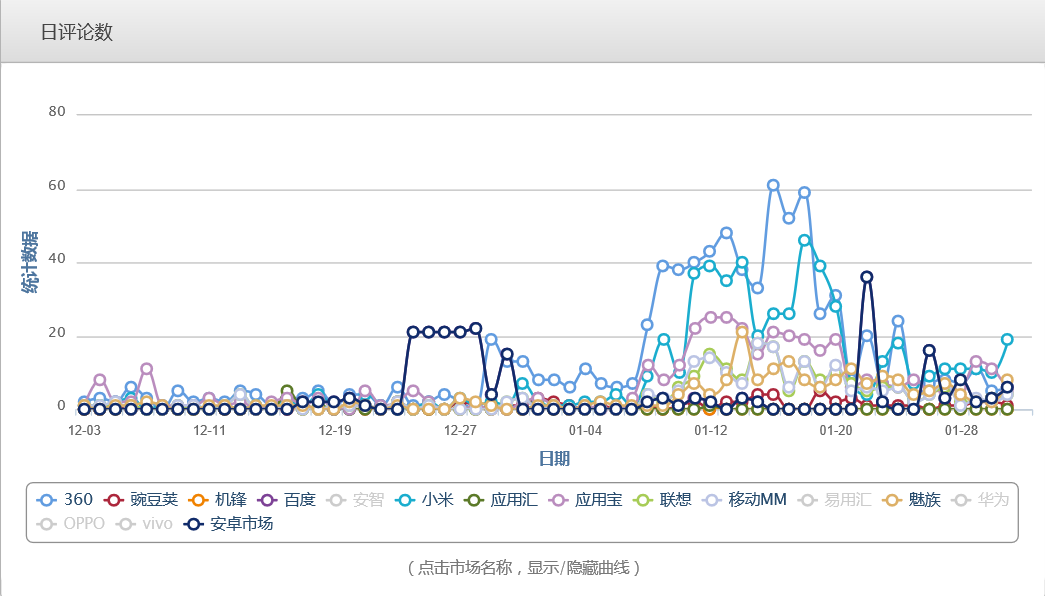 日评论数
80
60
40
20
0
统计数据
12-03 12-11 12-19 12-27 01-04 01-12 01-20 01-28
日期
360 豌豆荚 机锋 百度 安智 小米 应用汇 应用宝 联想 移动MM 易用汇 魅族 华为
OPPO vivo 安卓市场
(点击市场名称，显示/隐藏曲线)